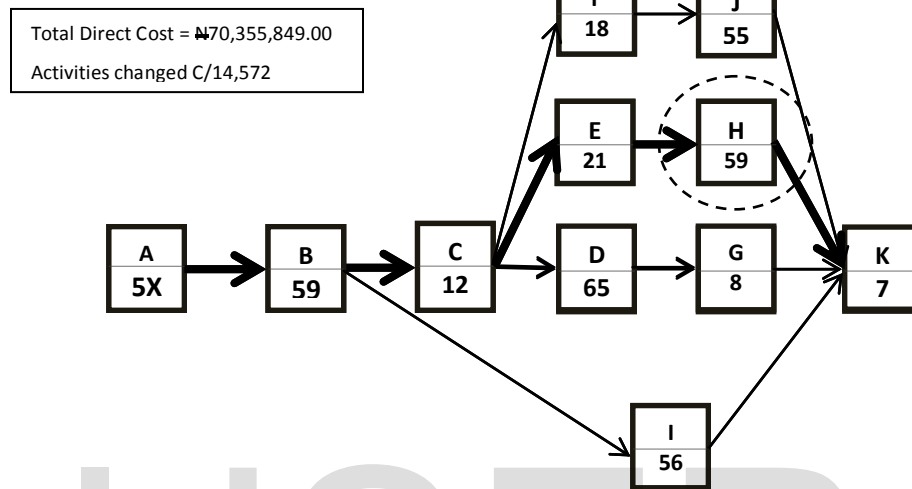 Total Direct Cost = ₦70,355,849.00
Activities changed C/14,572
J
18
55
E
21
H
59
A
5X
B
59
C
12
D
65
G
8
K
7
I
56